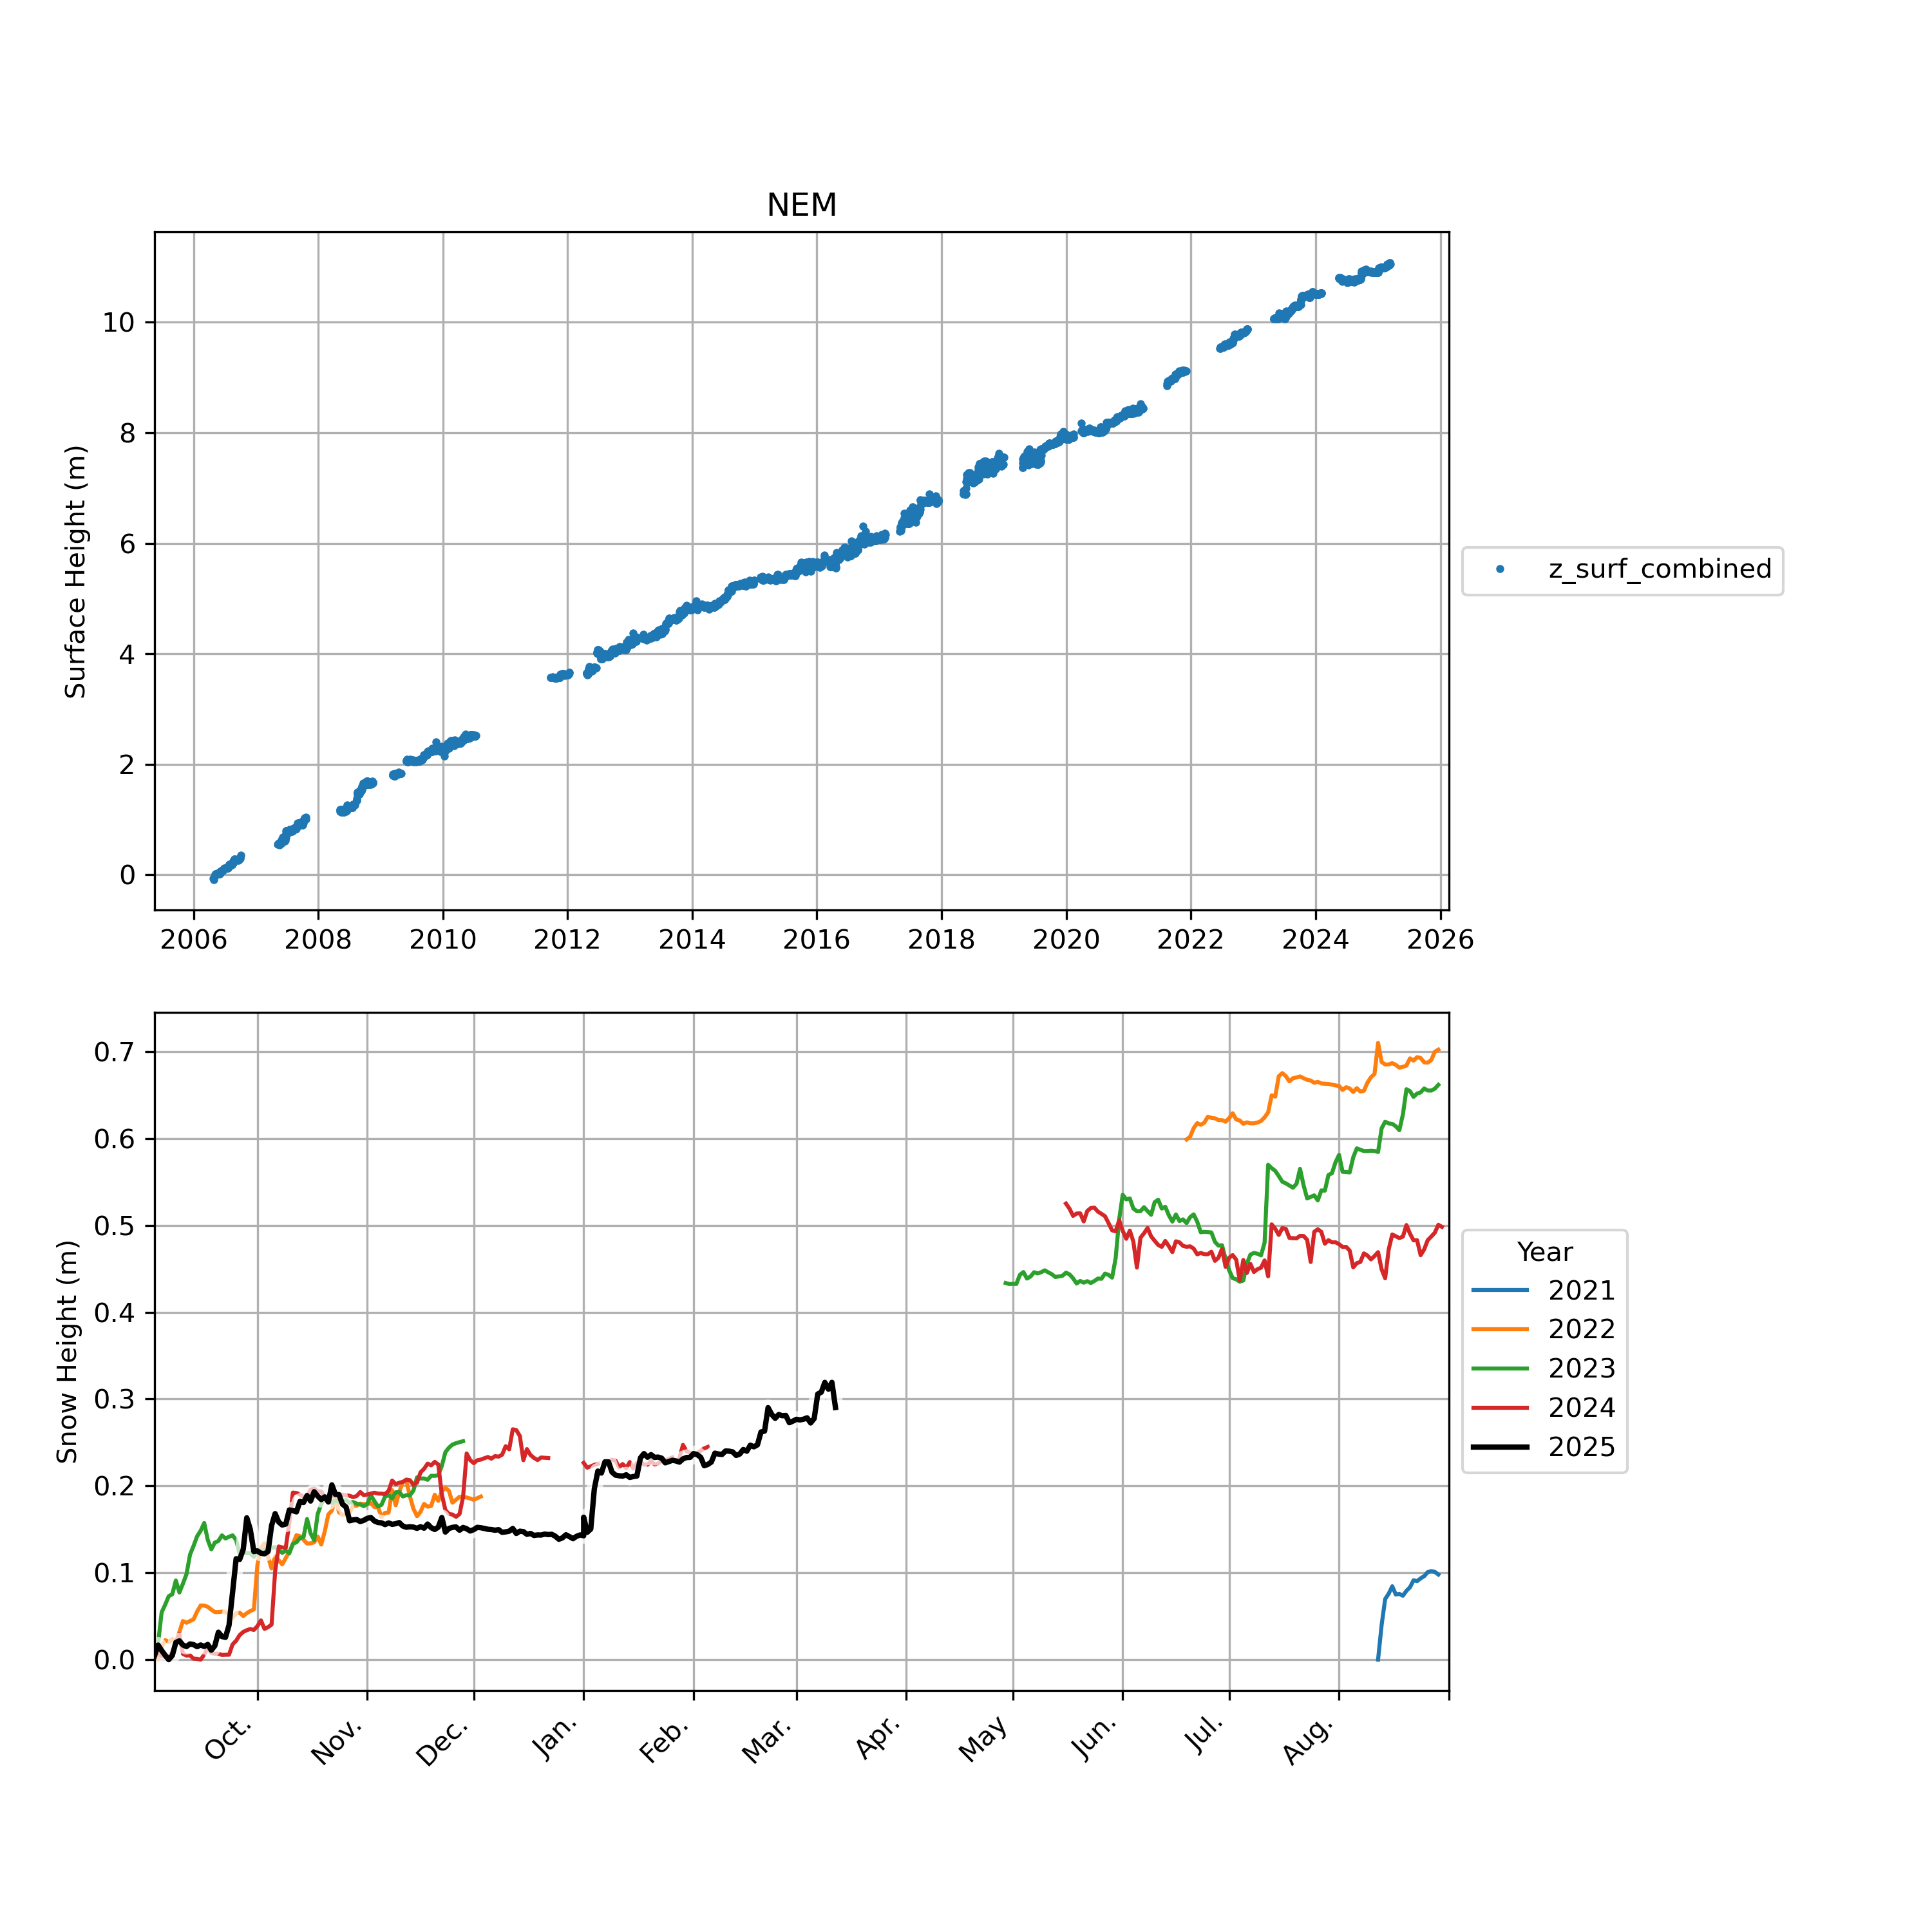 NEM
Surface Height (m)
10
8
6
4
2
0
2006 2008 2010 2012 2014 2016 2018 2020 2022 2024 2026
z_surf_combined
Snow Height (m)
0.7
0.6
0.5
0.4
0.3
0.2
0.1
0.0
Oct. Nov. Dec. Jan. Feb. Mar. Apr. May Jun. Jul. Aug.
Year
2021
2022
2023
2024
2025